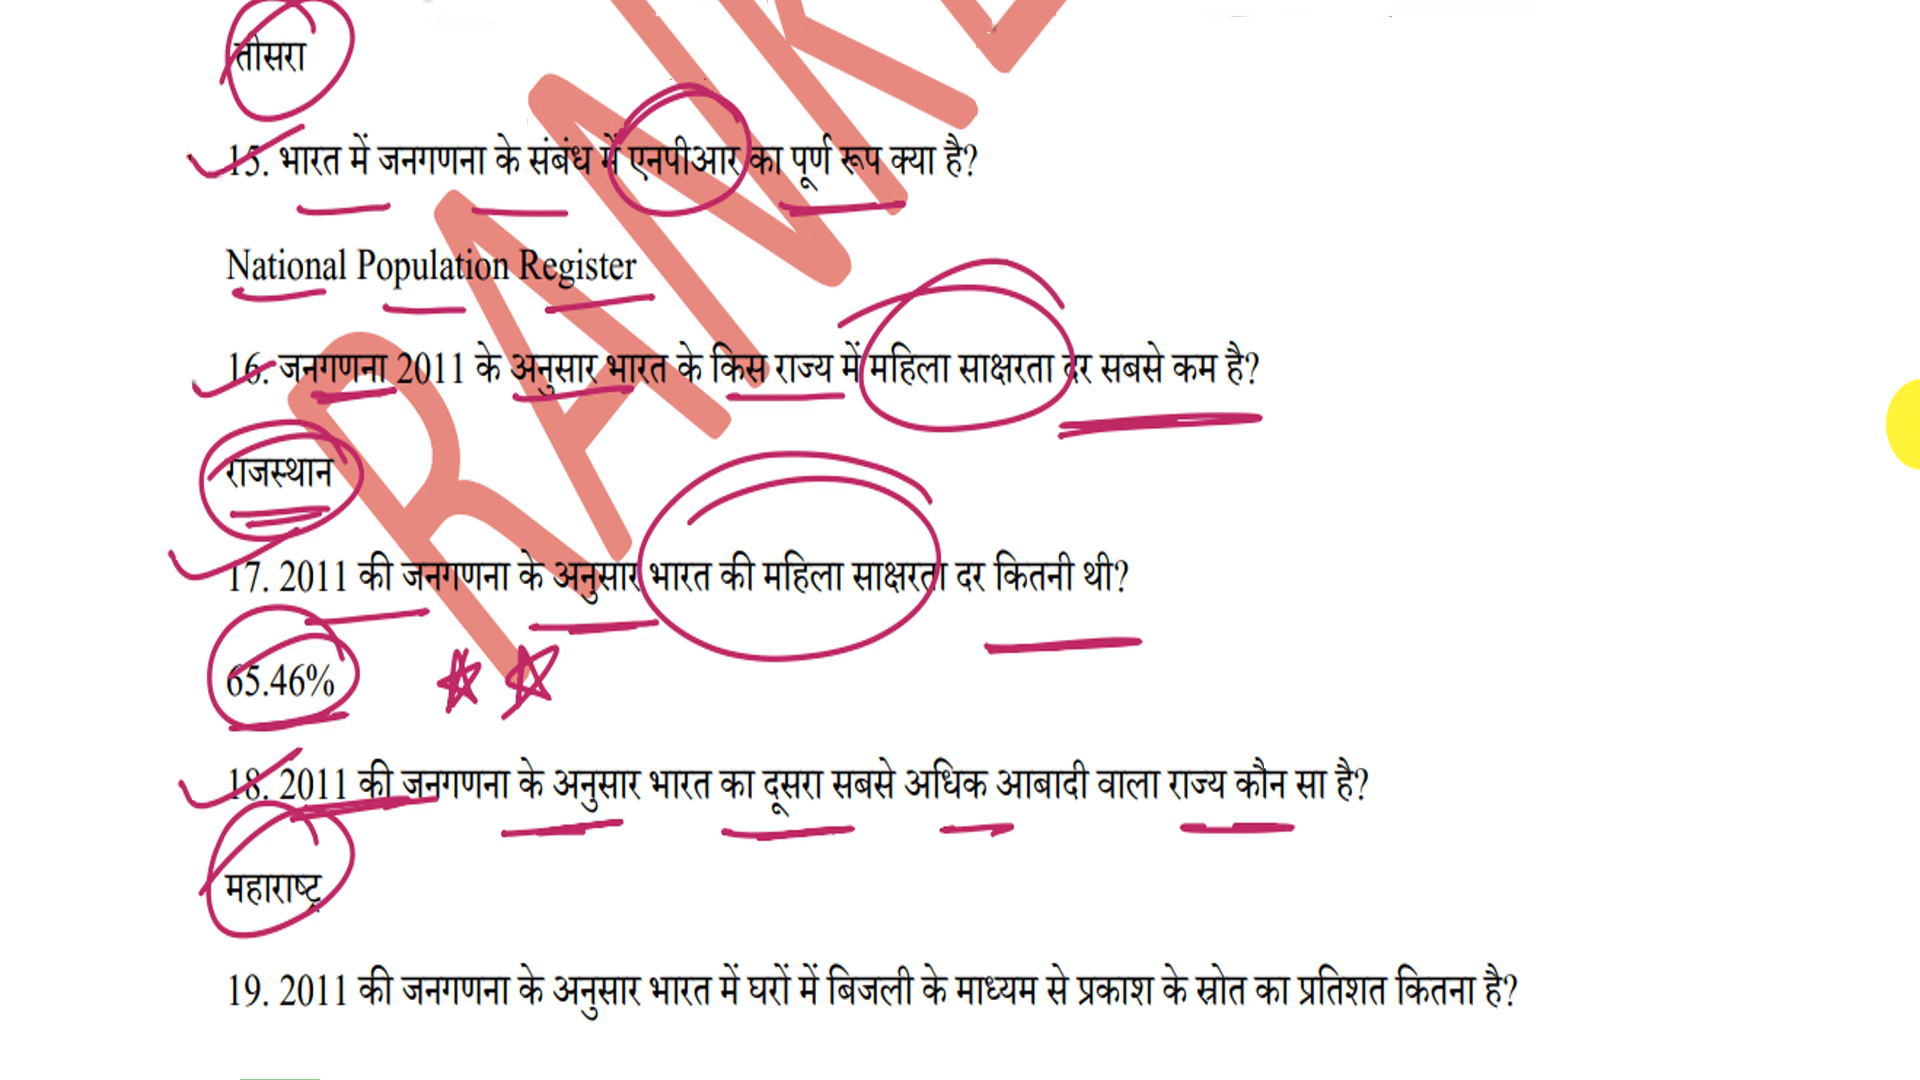 तीसरा
15. भारत में जनगणना के संबंध में एनपीआर का पूर्ण रूप क्या है?
National Population Register
16. जनगणना 2011 के अनुसार भारत के किस राज्य में महिला साक्षरता दर सबसे कम है?
राजस्थान
17. 2011 की जनगणना के अनुसार भारत की महिला साक्षरता दर कितनी थी?
65.46%
18. 2011 की जनगणना के अनुसार भारत का दूसरा सबसे अधिक आबादी वाला राज्य कौन सा है?
महाराष्ट्र
19. 2011 की जनगणना के अनुसार भारत में घरों में बिजली के माध्यम से प्रकाश के स्रोत का प्रतिशत कितना है?
RANK